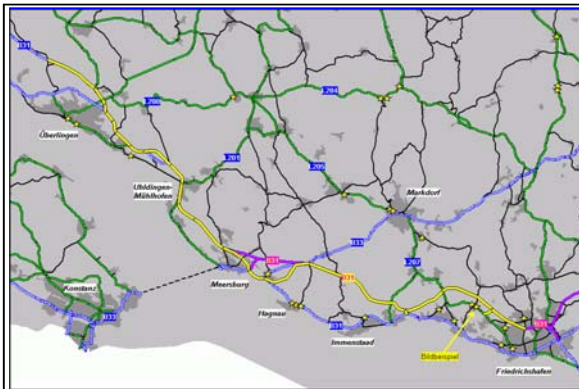 B31
L204
L200
Überlingen
L201
L205
Uhldingen-
Mühlhofen
Markdorf
B33
B31
L207
Konstanz
Meersburg
B31
B33
Hagnau
B31
Immenstaad
B31
Bildbeispiel
Friedrichshafen